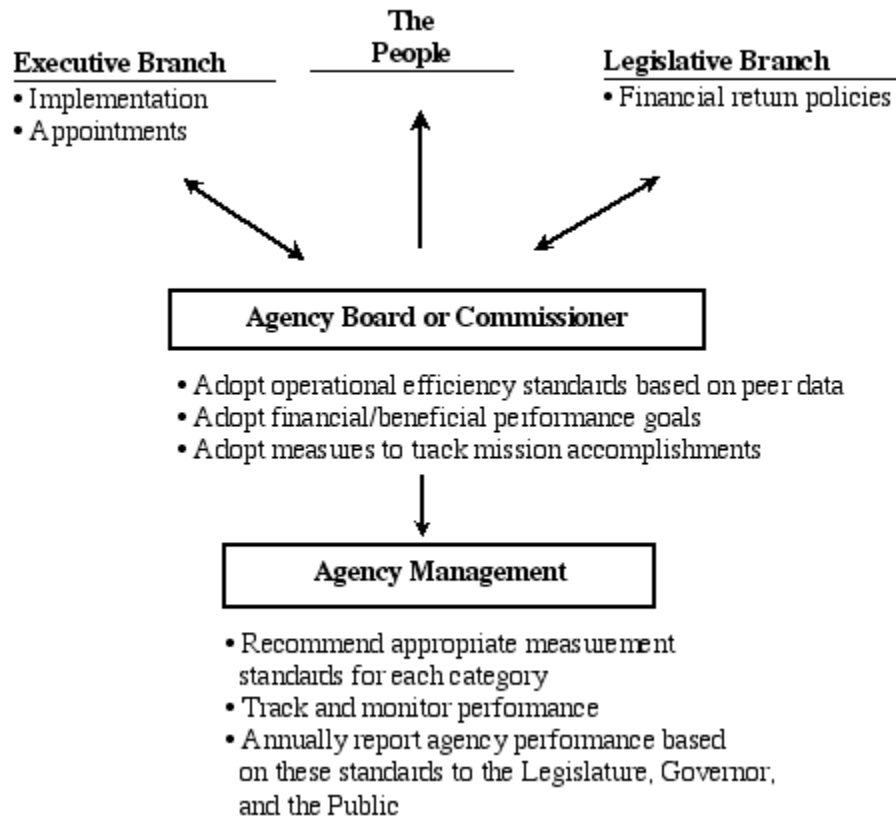 The
People
Executive Branch
• Implementation
• Appointments
Legislative Branch
• Financial return policies
Agency Board or Commissioner
• Adopt operational efficiency standards based on peer data
• Adopt financial/beneficial performance goals
• Adopt measures to track mission accomplishments
Agency Management
• Recommend appropriate measurement
standards for each category
• Track and monitor performance
• Annually report agency performance based
on these standards to the Legislature, Governor,
and the Public